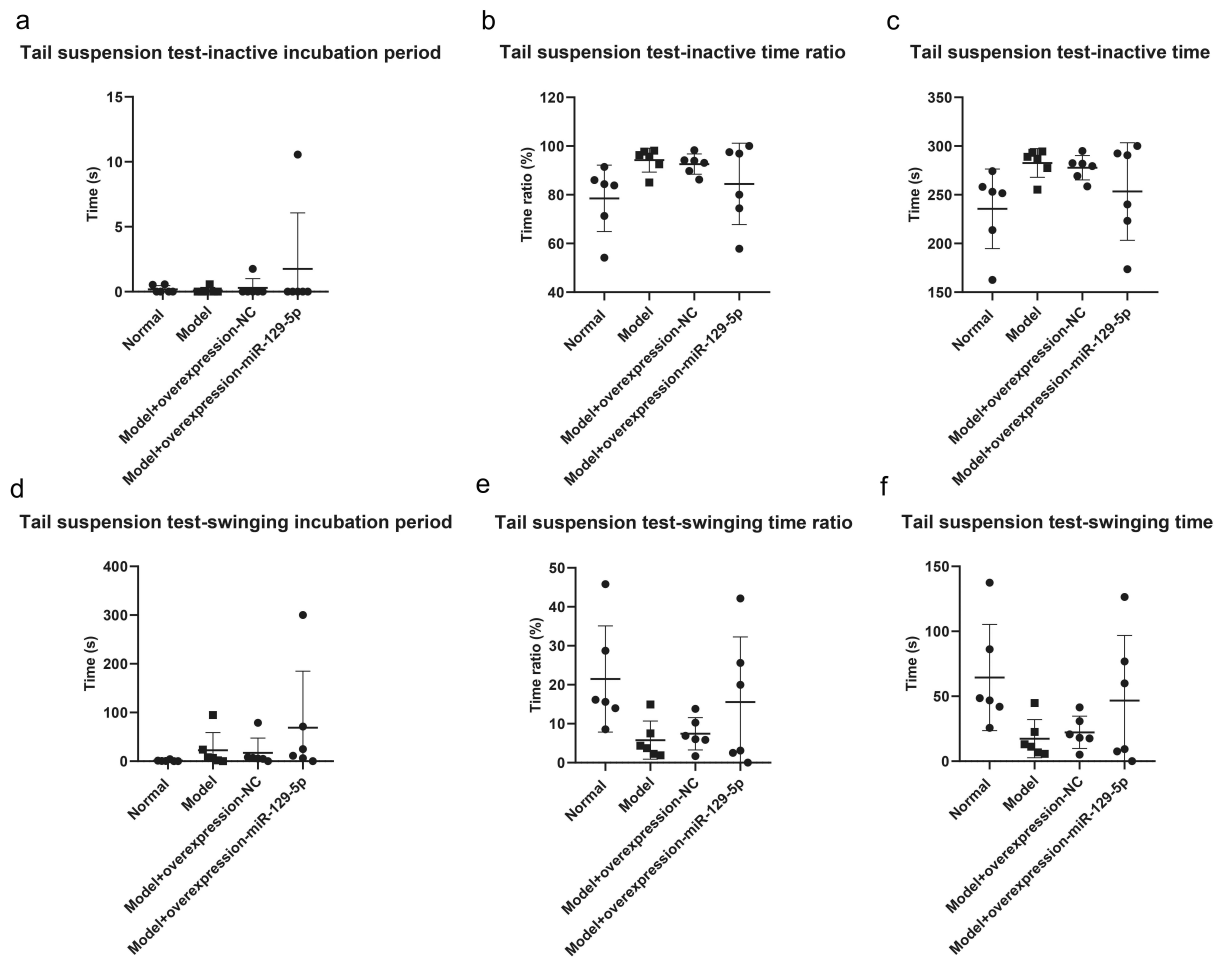 a
Tail suspension test-inactive incubation period
15
10
5
0
Time (s)
Normal
Model
Model+overexpression-NC
Model+overexpression-miR-129-5p
b
Tail suspension test-inactive time ratio
120
100
80
60
40
Time ratio (%)
Normal
Model
Model+overexpression-NC
Model+overexpression-miR-129-5p
c
Tail suspension test-inactive time
350
300
250
200
150
Time (s)
Normal
Model
Model+overexpression-NC
Model+overexpression-miR-129-5p
d
Tail suspension test-swinging incubation period
400
300
200
100
0
Time (s)
Normal
Model
Model+overexpression-NC
Model+overexpression-miR-129-5p
e
Tail suspension test-swinging time ratio
50
40
30
20
10
0
Time ratio (%)
Normal
Model
Model+overexpression-NC
Model+overexpression-miR-129-5p
f
Tail suspension test-swinging time
150
100
50
0
Time (s)
Normal
Model
Model+overexpression-NC
Model+overexpression-miR-129-5p